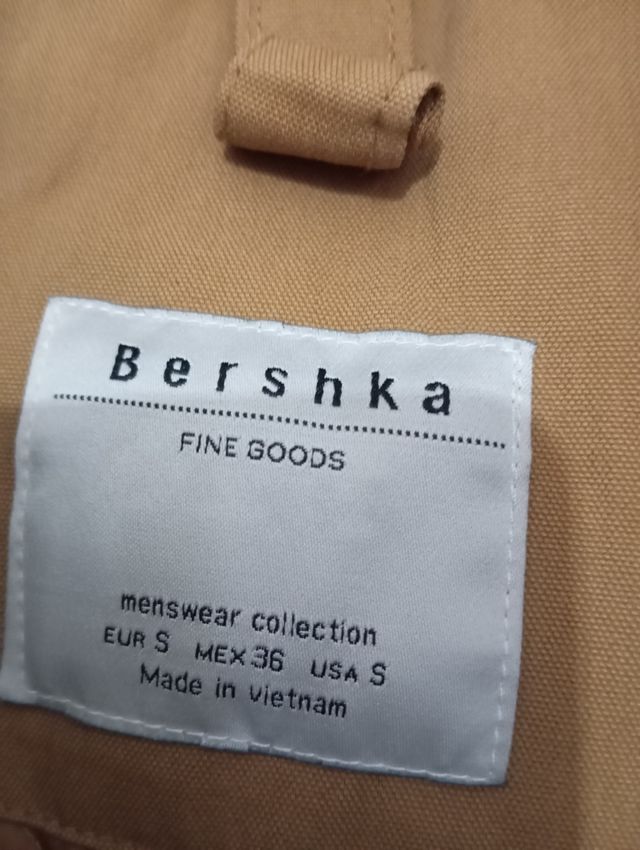 Bershka
FINE GOODS
menswear collection
EUR S MEX 36 USA S
Made in vietnam